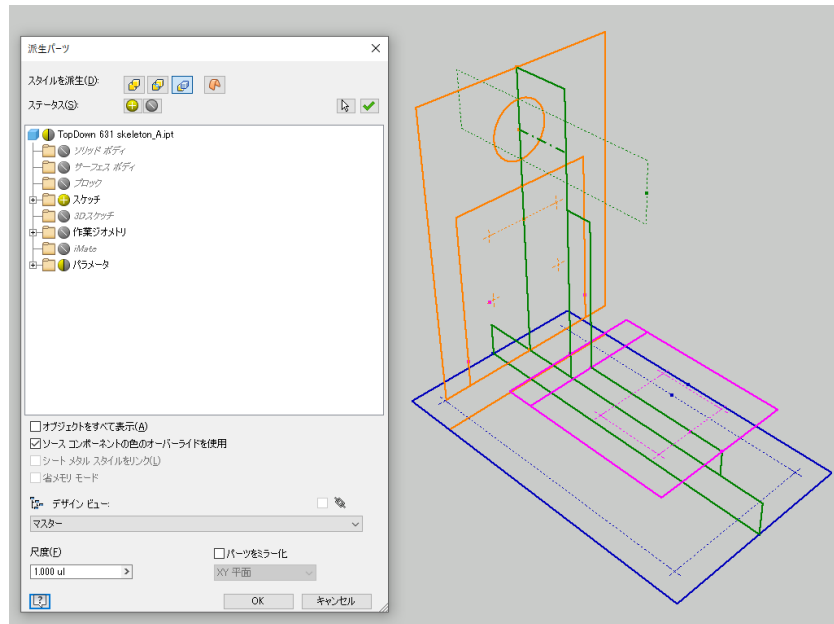 派生パーツ
スタイルを派生(D):
ステータス(S):
TopDown 631 skeleton_A.ipt
ソリッド ボディ
サーフェス ボディ
ブロック
スケッチ
3Dスケッチ
作業ジオメトリ
iMate
パラメータ
オブジェクトをすべて表示(A)
ソース コンポーネントの色のオーバーライドを使用
シート メタル スタイルをリンク(L)
省メモリ モード
デザイン ビュー:
マスター
尺度(F)
パーツをミラー化
1.000 ul
XY 平面
OK
キャンセル